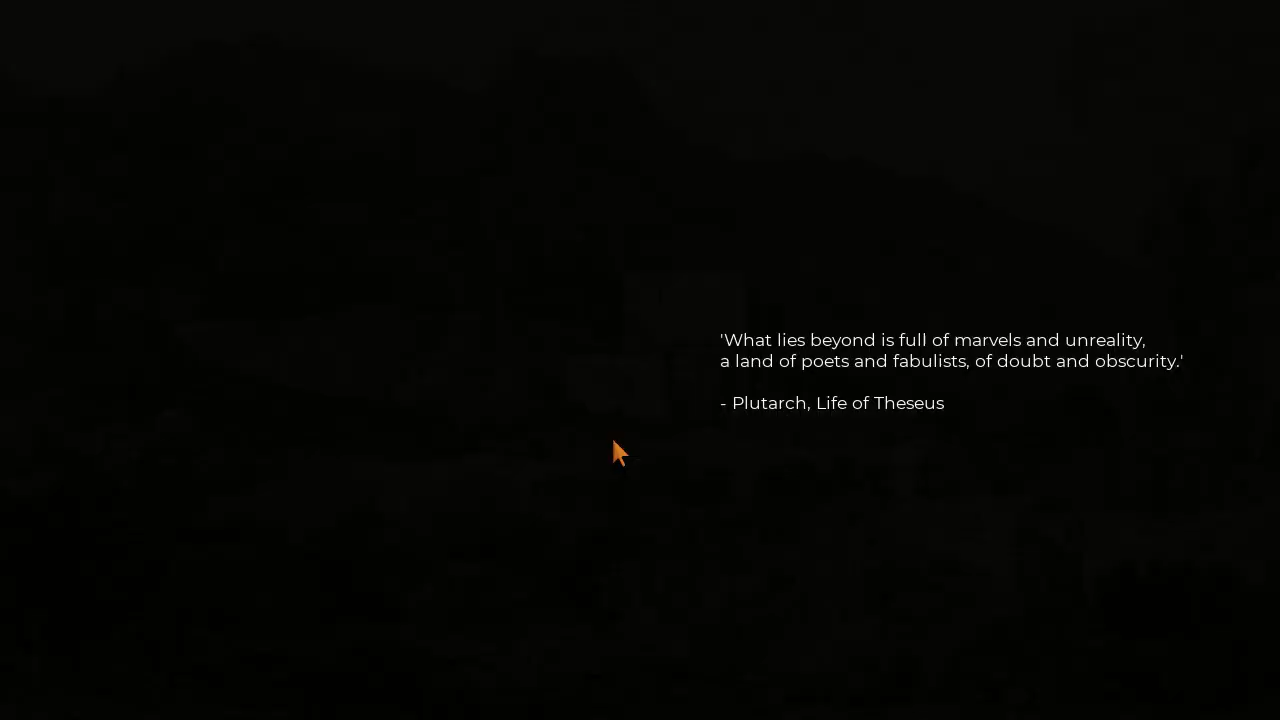 'What lies beyond is full of marvels and unreality,
a land of poets and fabulists, of doubt and obscurity.'
- Plutarch, Life of Theseus